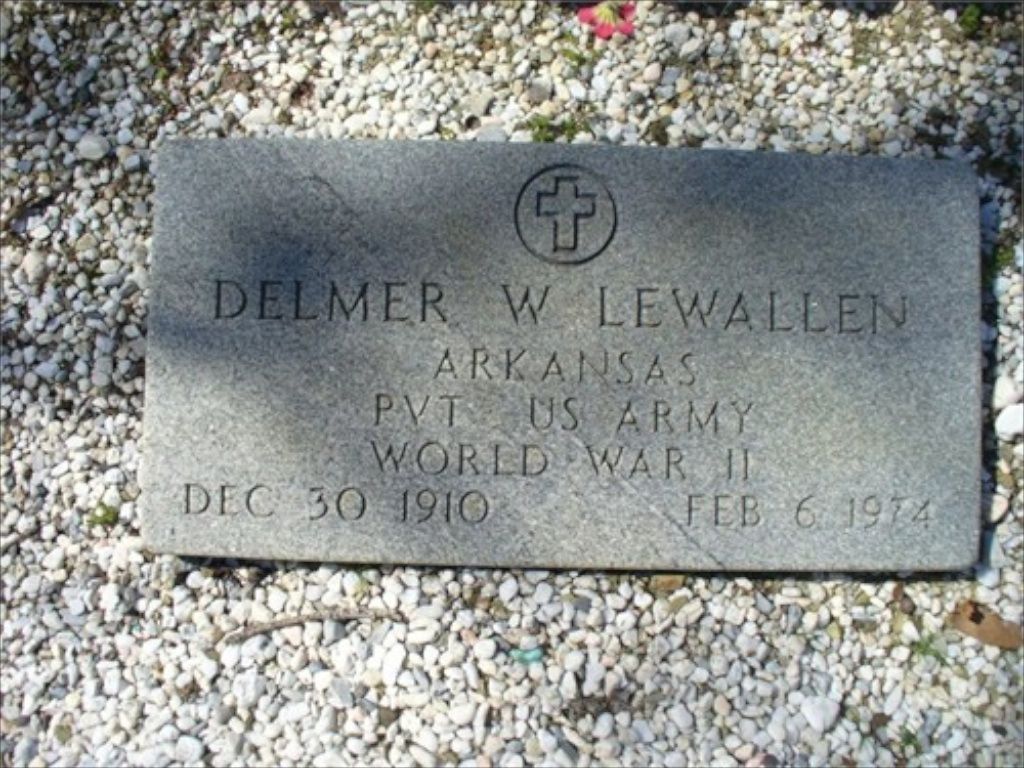 DELMER W LEWALLEN
ARKANSAS
PVT US ARMY
WORLD WAR II
DEC 30 1910 FEB 6 1974